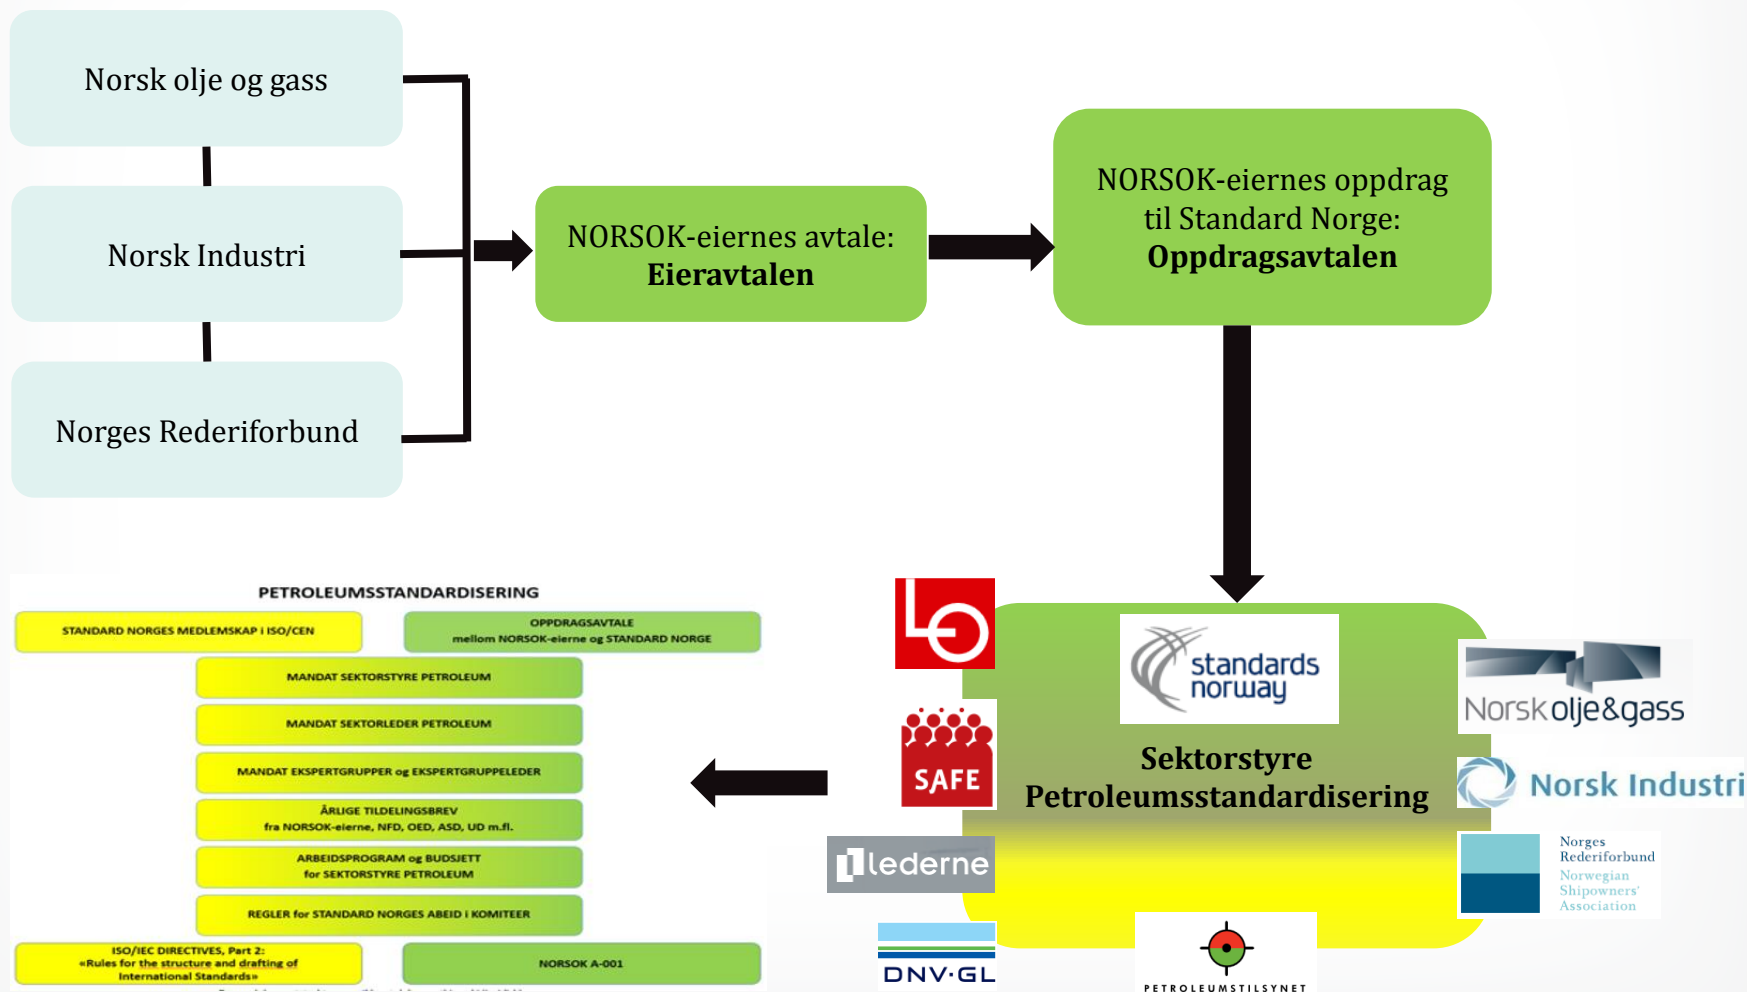 Norsk olje og gass
Norsk Industri
Norges Rederiforbund
NORSOK-eiernes avtale:
Eieravtalen
NORSOK-eiernes oppdrag
til Standard Norge:
Oppdragsavtalen
PETROLEUMSSTANDARDISERING
STANDARD NORGES MEDLEMSKAP I ISO/CEN
OPPDRAGSAVTALE
mellom NORSOK-eierne og STANDARD NORGE
MANDAT SEKTORSTYRE PETROLEUM
MANDAT SEKTORLEDER PETROLEUM
MANDAT EKSPERTGRUPPER og EKSPERTGRUPPELEDER
ÅRLIGE TILDELINGSBREV
fra NORSOK-eierne, NFD, OED, ASD, UD m.fl.
ARBEIDSPROGRAM og BUDSJETT
for SEKTORSTYRE PETROLEUM
REGLER for STANDARD NORGES ABEID i KOMITEER
ISO/IEC DIRECTIVES, Part 2:
«Rules for the structure and drafting of
International Standards»
NORSOK A-001
LO
SAFE
lederne
DNV·GL
standards
norway
Sektorstyre
Petroleumsstandardisering
PETROLEUMSTILSYNET
Norsk olje&gass
Norsk Industri
Norges
Rederiforbund
Norwegian
Shipowners'
Association